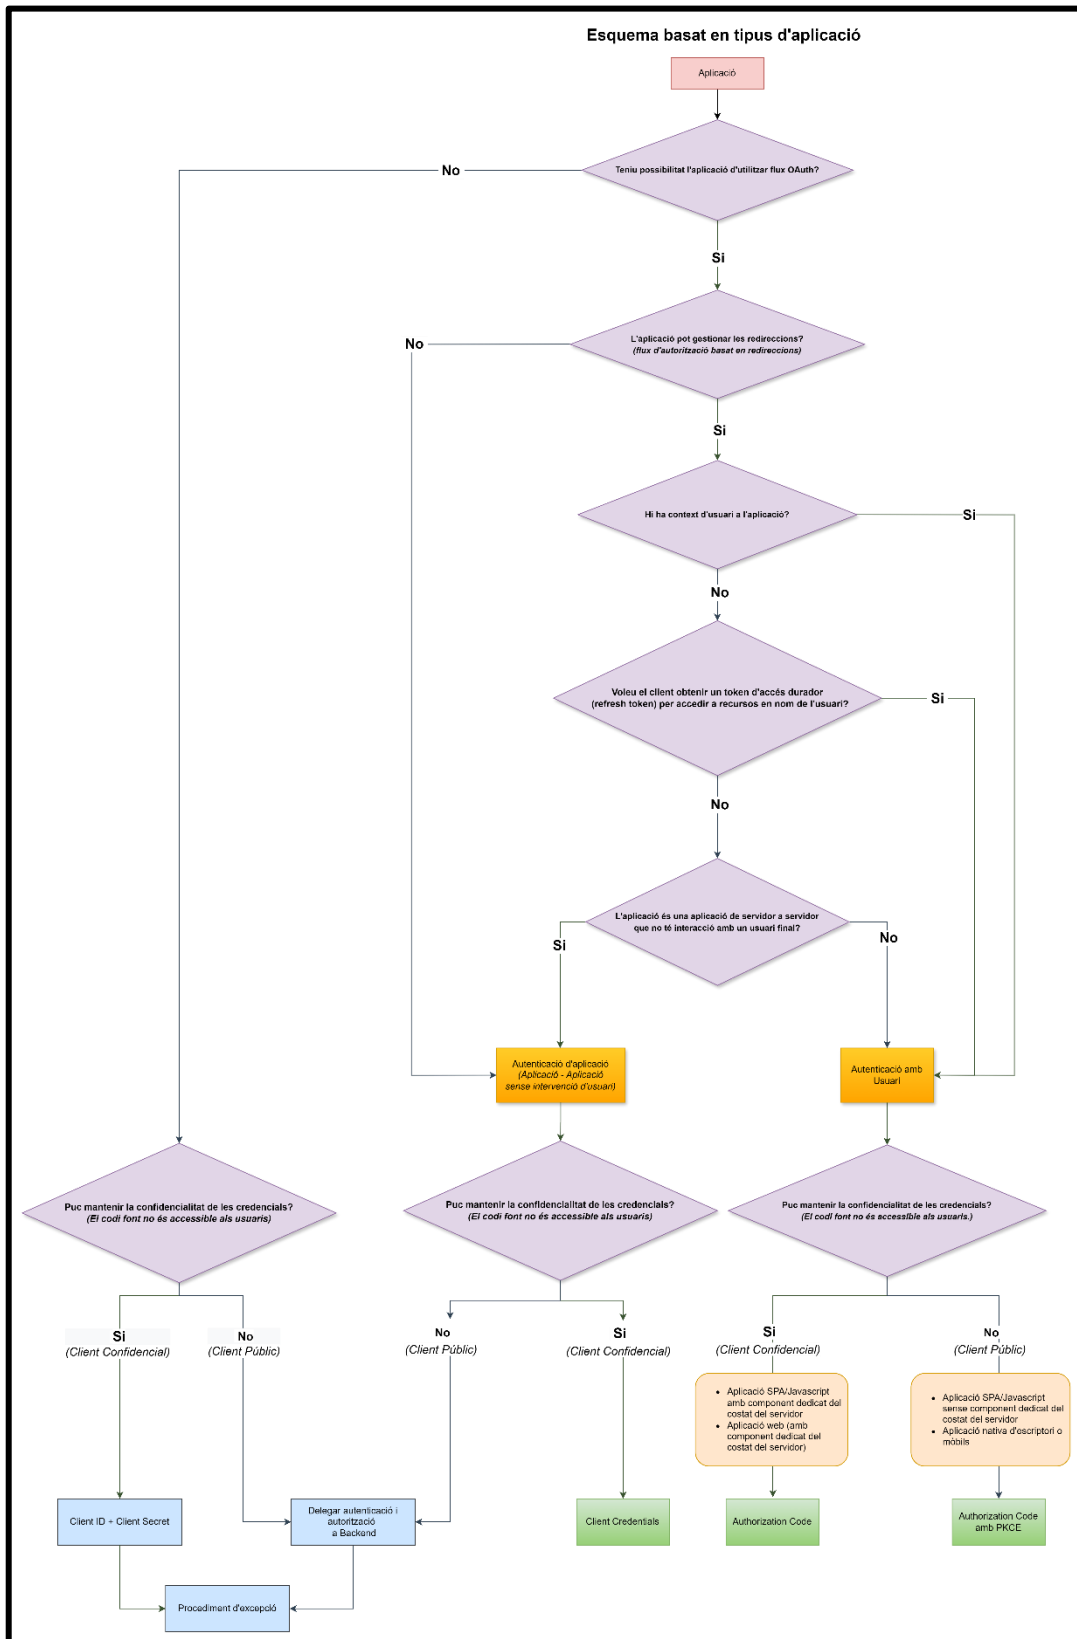 Esquema basat en tipus d'aplicació
Aplicació
Teniu possibilitat l'aplicació d'utilitzar flux OAuth?
No
Si
L'aplicació pot gestionar les redireccions?
(flux d'autorització basat en redireccions)
No
Si
Hi ha context d'usuari a l'aplicació?
Si
No
Voleu el client obtenir un token d'accés durador
(refresh token) per accedir a recursos en nom de l'usuari?
Si
No
L'aplicació és una aplicació de servidor a servidor
que no té interacció amb un usuari final?
Si
No
Autenticació d'aplicació
(Aplicació - Aplicació
sense intervenció d'usuari)
Autenticació amb
Usuari
Puc mantenir la confidencialitat de les credencials?
(El codi font no és accessible als usuaris)
Puc mantenir la confidencialitat de les credencials?
(El codi font no és accessible als usuaris)
Puc mantenir la confidencialitat de les credencials?
(El codi font no és accessible als usuaris.)
Si
(Client Confidencial)
No
(Client Públic)
No
(Client Públic)
Si
(Client Confidencial)
Si
(Client Confidencial)
No
(Client Públic)
• Aplicació SPA/Javascript
amb component dedicat del
costat del servidor
• Aplicació web (amb
component dedicat del
costat del servidor)
• Aplicació SPA/Javascript
sense component dedicat del
costat del servidor
• Aplicació nativa d'escriptori o
mòbils
Client ID + Client Secret
Delegar autenticació i
autorització
a Backend
Client Credentials
Authorization Code
Authorization Code
amb PKCE
Procediment d'excepció